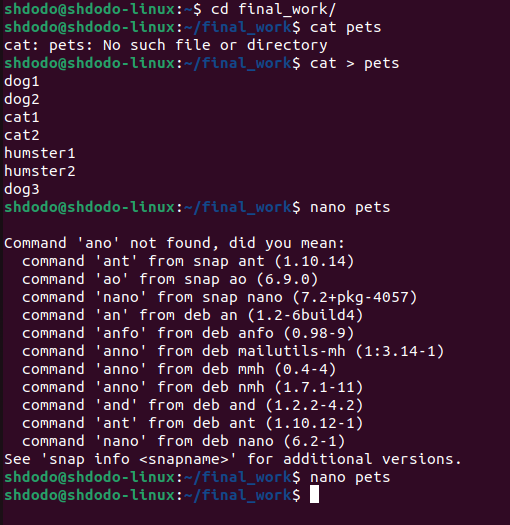 shdodo@shdodo-linux:~$ cd final_work/
shdodo@shdodo-linux:~/final_work$ cat pets
cat: pets: No such file or directory
shdodo@shdodo-linux:~/final_work$ cat > pets
dog1
dog2
cat1
cat2
humster1
humster2
dog3
shdodo@shdodo-linux:~/final_work$ nano pets
Command 'ano' not found, did you mean:
command 'ant' from snap ant (1.10.14)
command 'ao' from snap ao (6.9.0)
command 'nano' from snap nano (7.2+pkg-4057)
command 'an' from deb an (1.2-6build4)
command 'anfo' from deb anfo (0.98-9)
command 'anno' from deb mailutils-mh (1:3.14-1)
command 'anno' from deb mmh (0.4-4)
command 'anno' from deb nmh (1.7.1-11)
command 'and' from deb and (1.2.2-4.2)
command 'ant' from deb ant (1.10.12-1)
command 'nano' from deb nano (6.2-1)
See 'snap info <snapname>' for additional versions.
shdodo@shdodo-linux:~/final_work$ nano pets
shdodo@shdodo-linux:~/final_work$